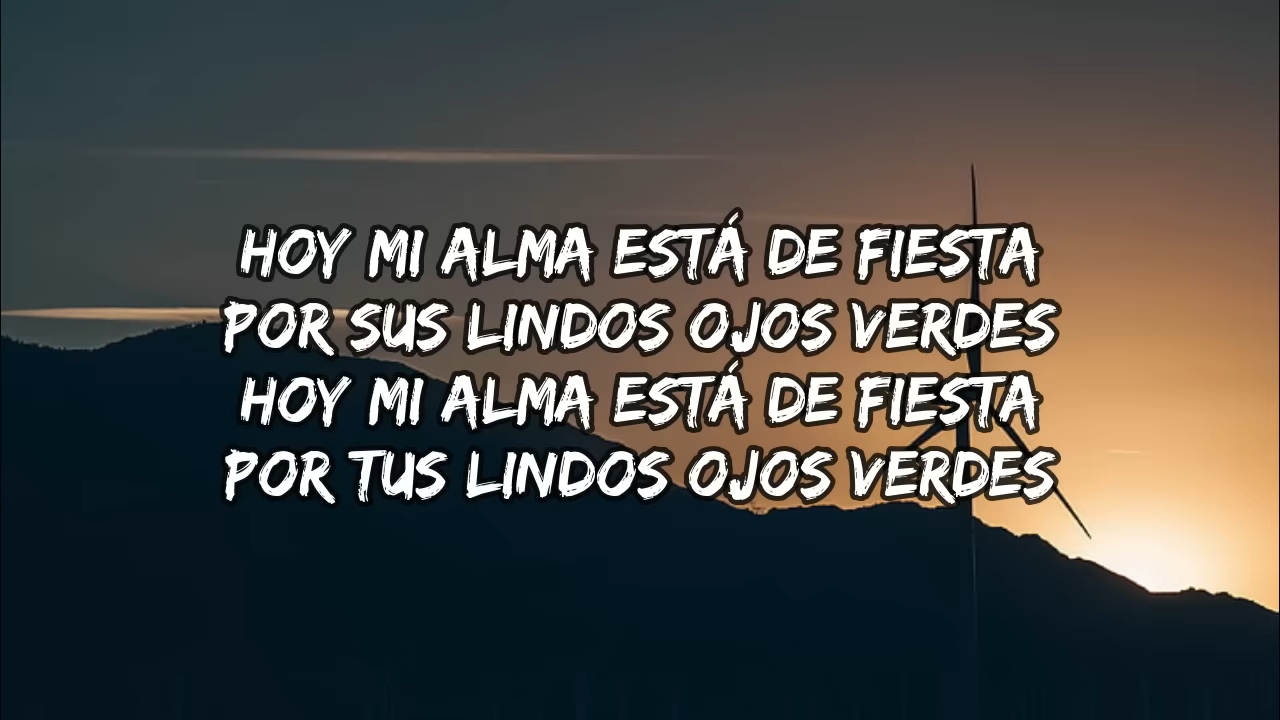 HOY MI ALMA ESTÁ DE FIESTA
POR SUS LINDOS OJOS VERDES
HOY MI ALMA ESTÁ DE FIESTA
POR TUS LINDOS OJOS VERDES